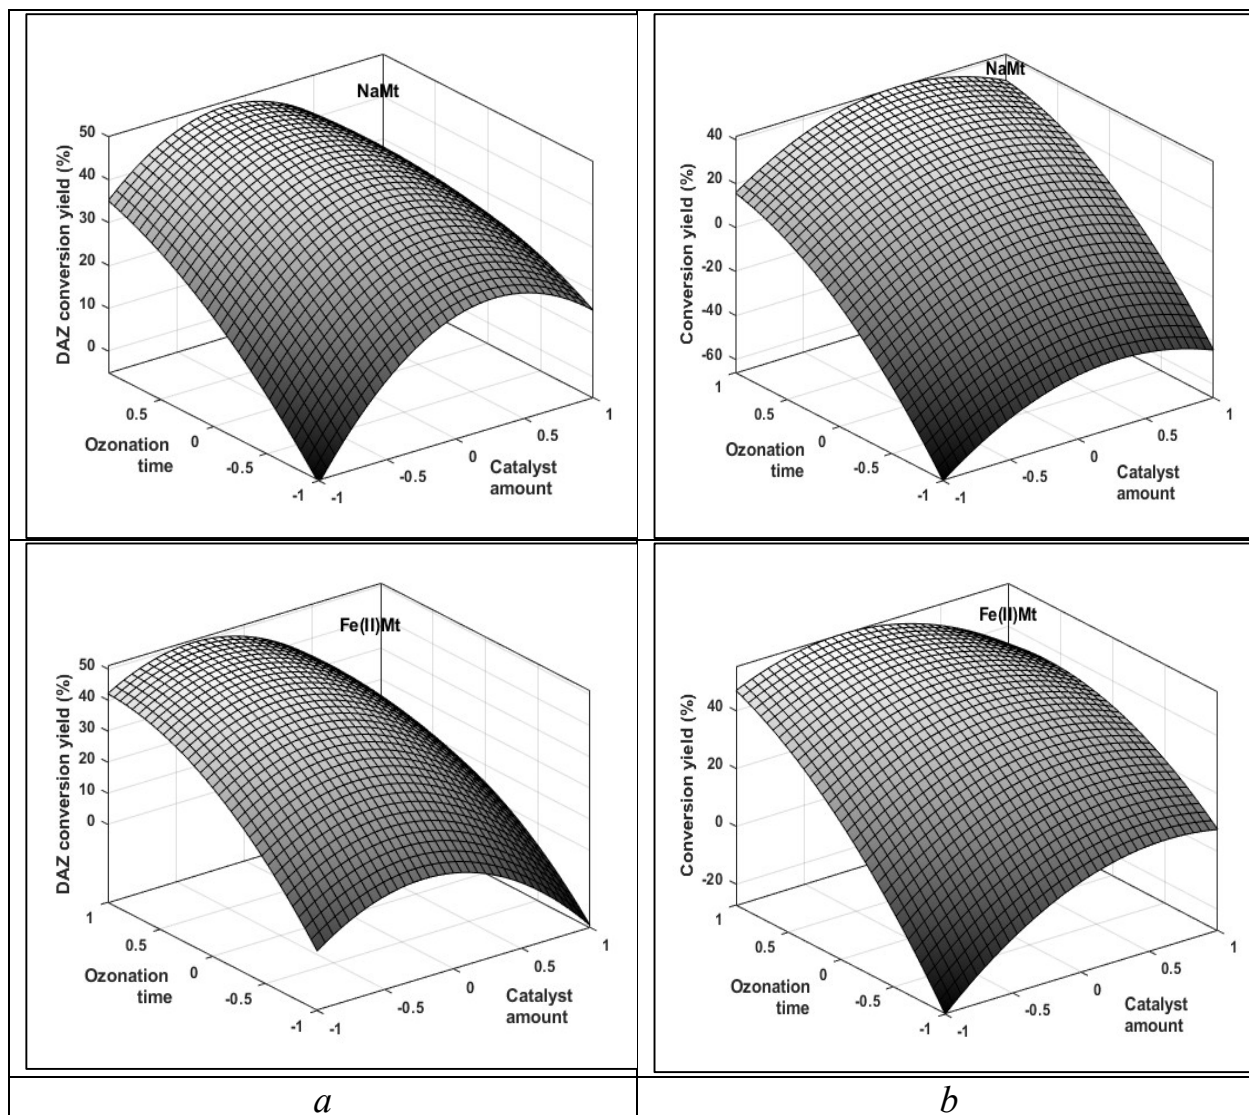 NaMt
DAZ conversion yield (%)
50
40
30
20
10
0
0.5
0
-0.5
-1
Ozonation
time
-1
-0.5
0
0.5
1
Catalyst
amount
NaMt
Conversion yield (%)
40
20
0
-20
-40
-60
1
0.5
0
-0.5
-1
Ozonation
time
-1
-0.5
0
0.5
1
Catalyst
amount
Fe(II)Mt
DAZ conversion yield (%)
50
40
30
20
10
0
1
0.5
0
-0.5
-1
Ozonation
time
-1
-0.5
0
0.5
1
Catalyst
amount
Fe(II)Mt
Conversion yield (%)
40
20
0
-20
1
0.5
0
-0.5
-1
Ozonation
time
-1
-0.5
0
0.5
1
Catalyst
amount
a
b